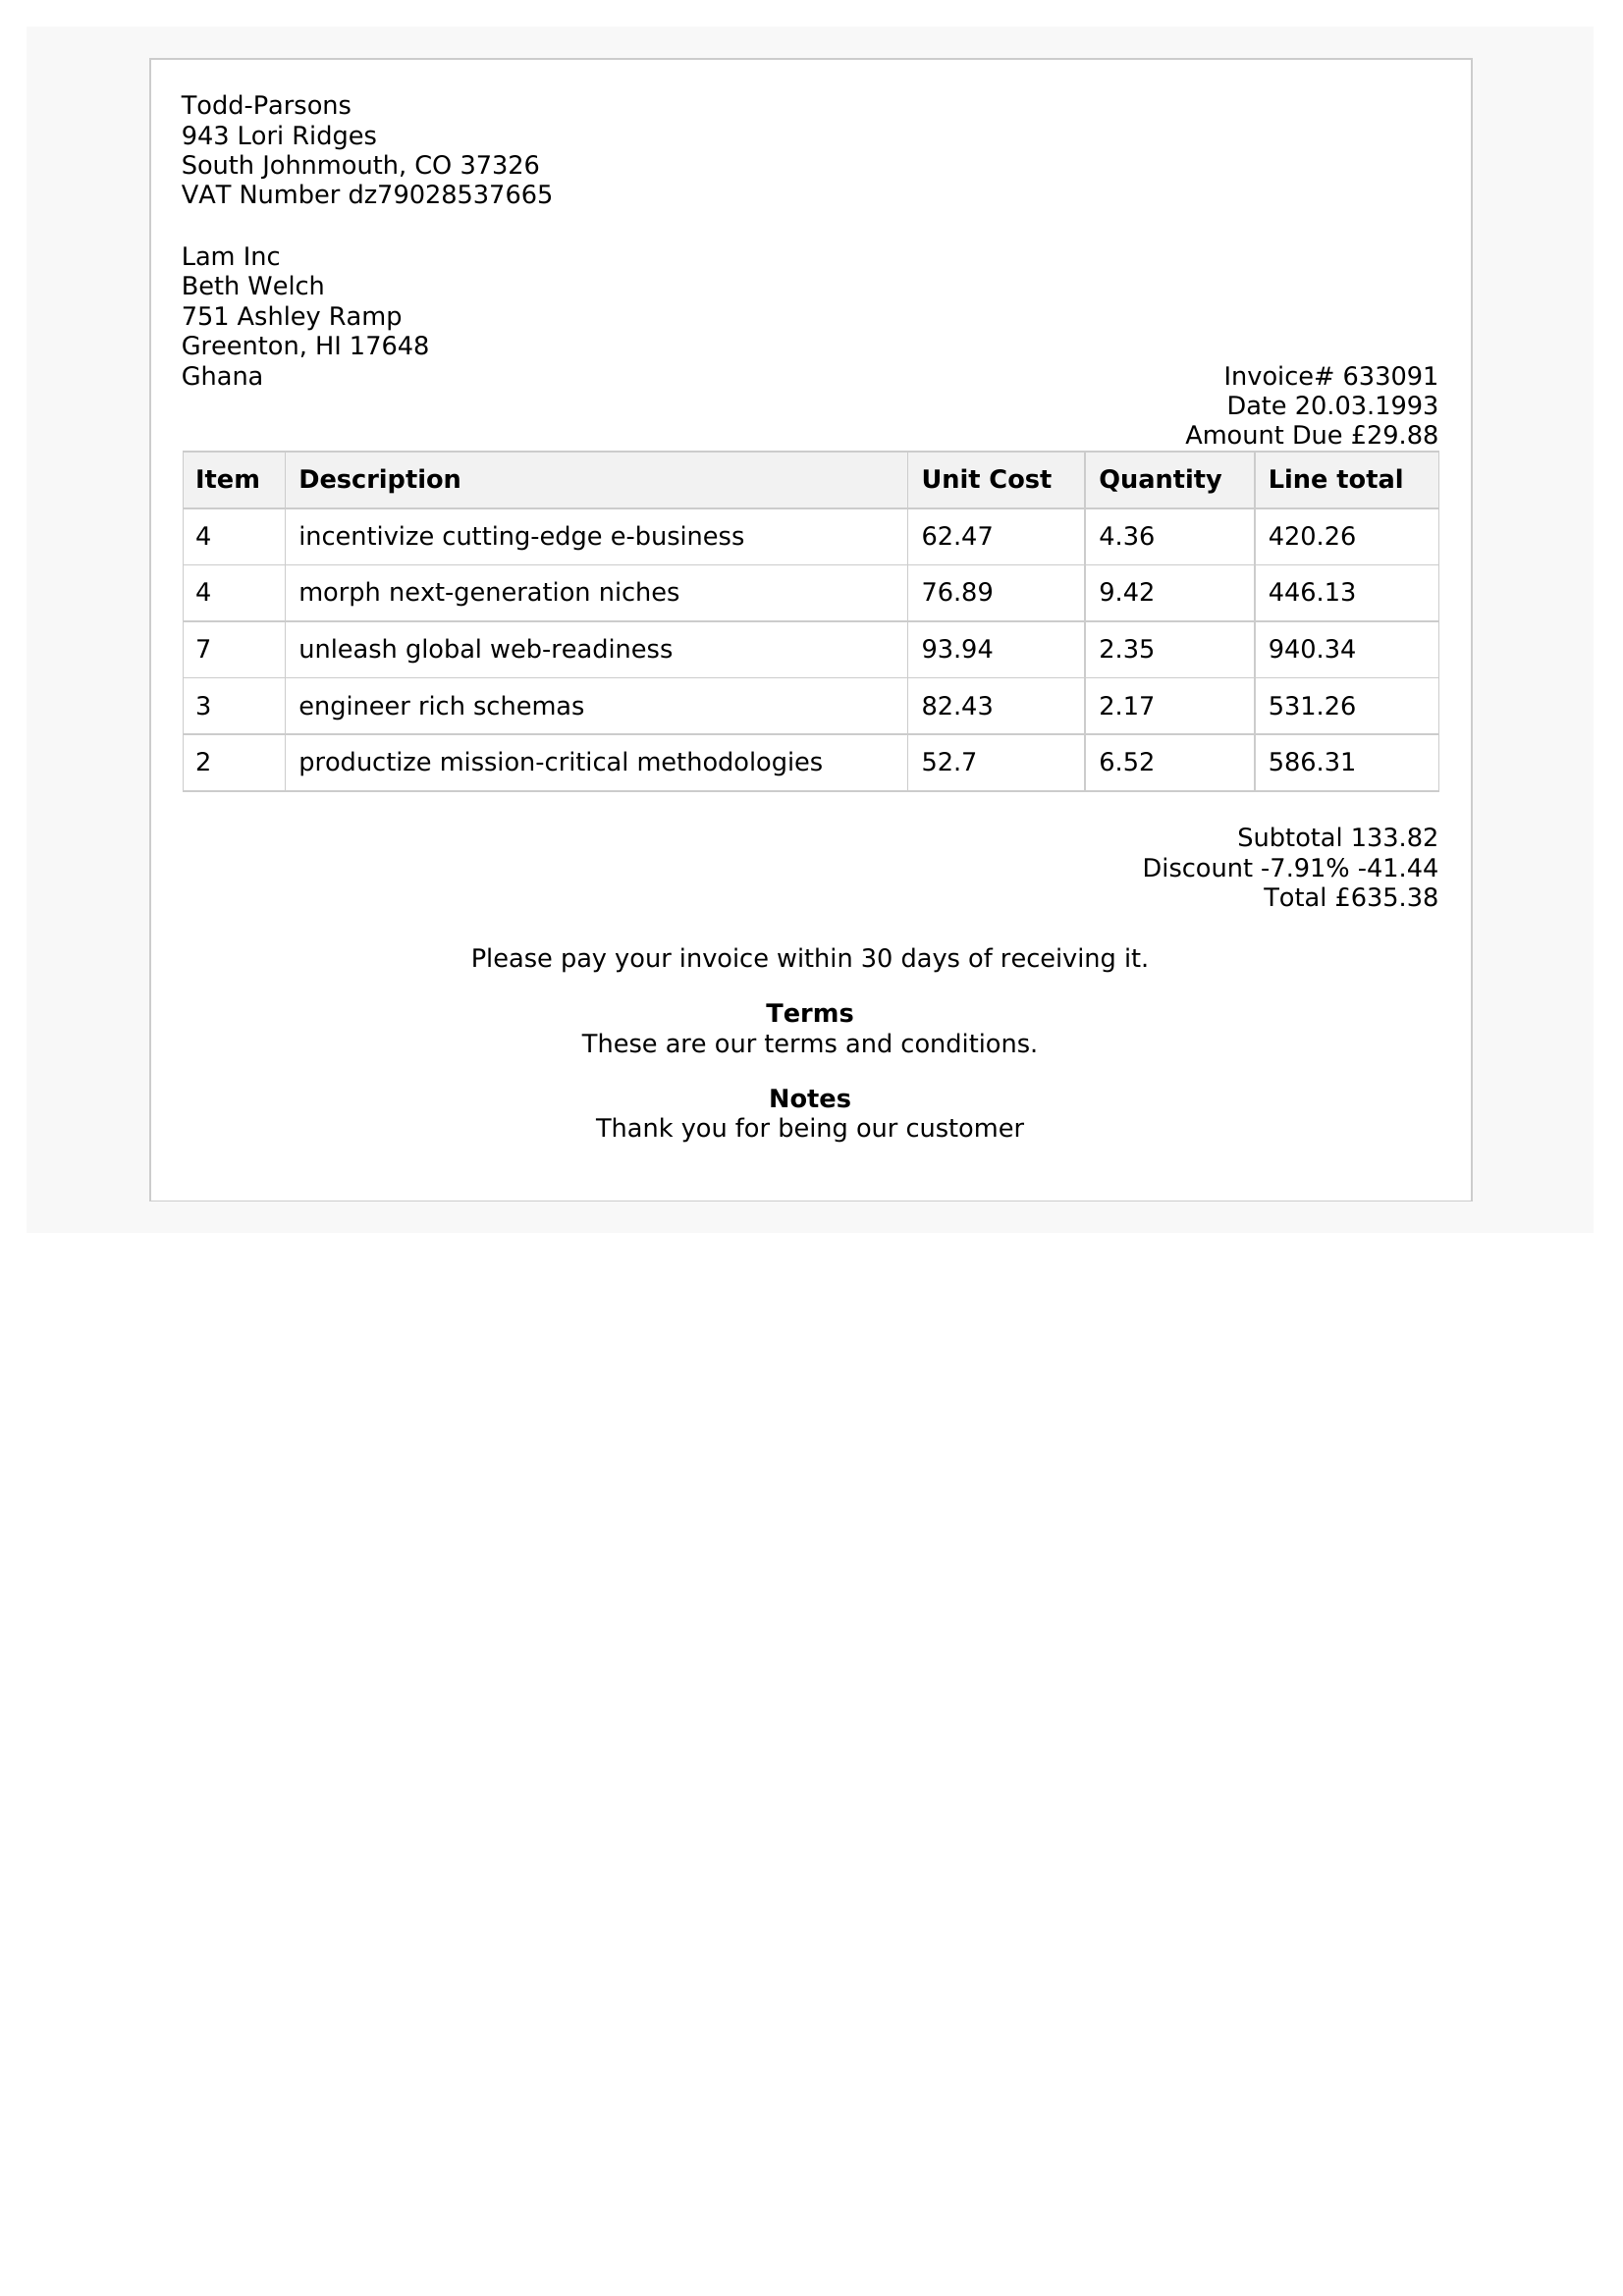 Todd-Parsons
943 Lori Ridges
South Johnmouth, CO 37326
VAT Number dz79028537665
Lam Inc
Beth Welch
751 Ashley Ramp
Greenton, HI 17648
Ghana
Invoice# 633091
Date 20.03.1993
Amount Due £29.88
Item Description Unit Cost Quantity Line total
4 incentivize cutting-edge e-business 62.47 4.36 420.26
4 morph next-generation niches 76.89 9.42 446.13
7 unleash global web-readiness 93.94 2.35 940.34
3 engineer rich schemas 82.43 2.17 531.26
2 productize mission-critical methodologies 52.7 6.52 586.31
Subtotal 133.82
Discount -7.91% -41.44
Total £635.38
Please pay your invoice within 30 days of receiving it.
Terms
These are our terms and conditions.
Notes
Thank you for being our customer